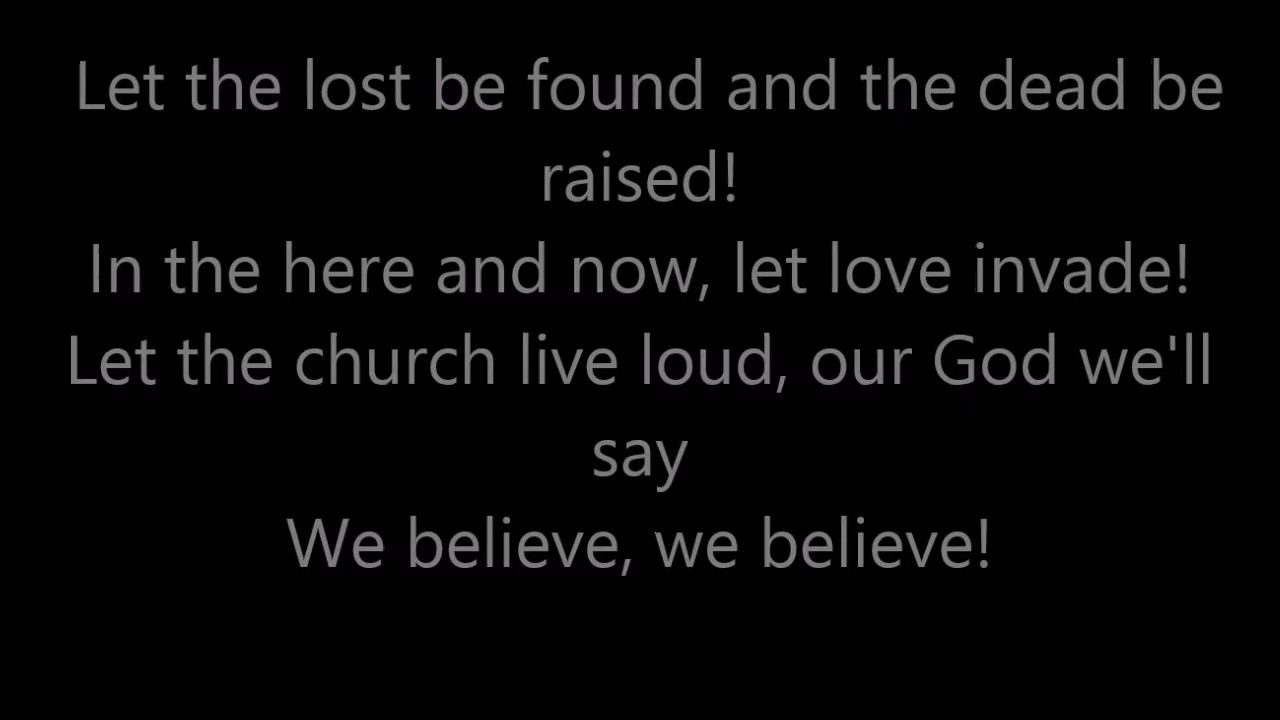 Let the lost be found and the dead be
raised!
In the here and now, let love invade!
Let the church live loud, our God we'll
say
We believe, we believe!